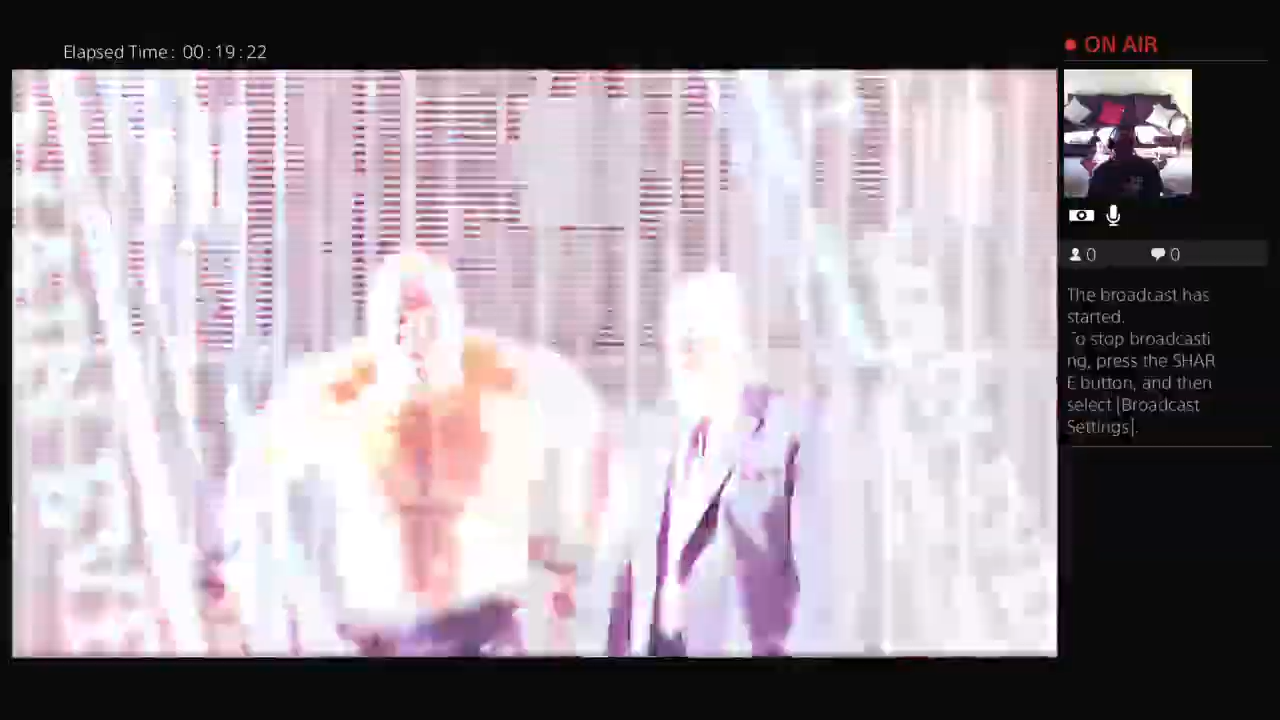 Elapsed Time: 00:19:22
ON AIR
0
0
The broadcast has
started.
To stop broadcasti
ng, press the SHAR
E button, and then
select [Broadcast
Settings].